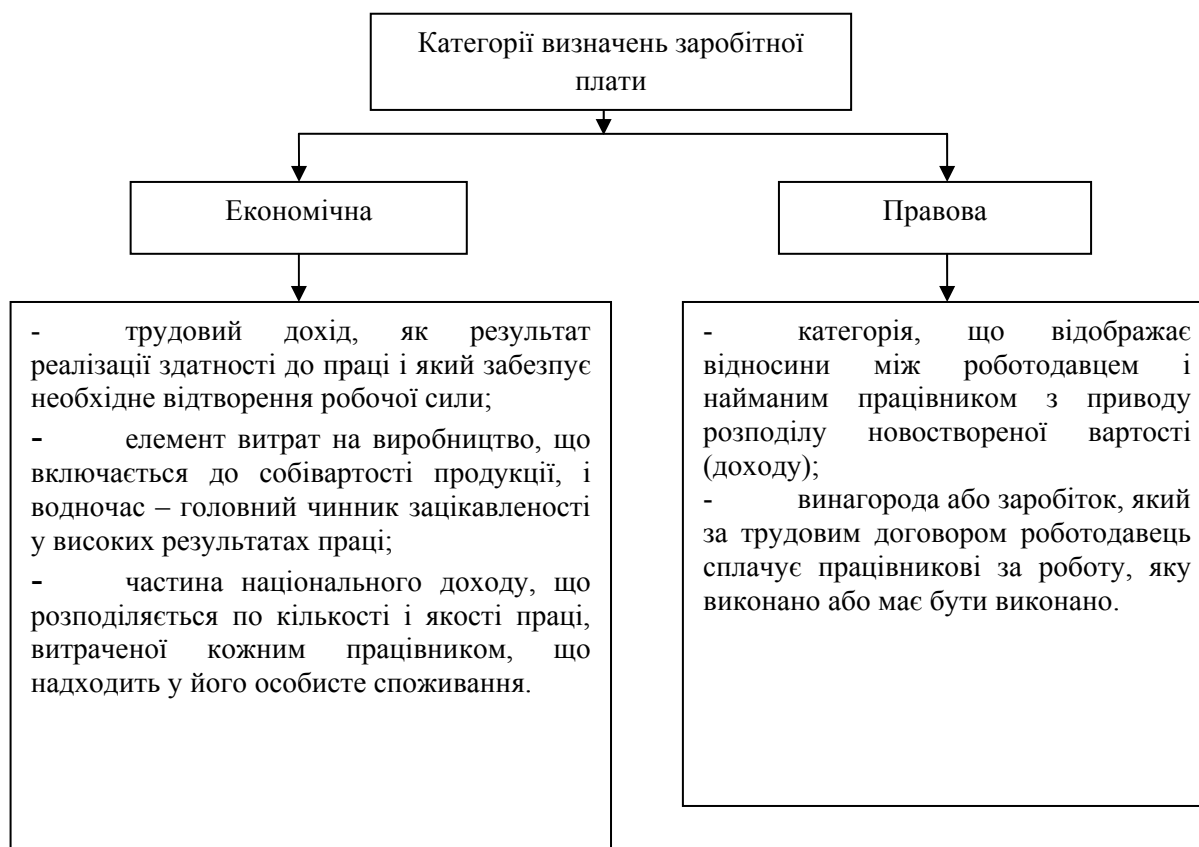 Категорії визначень заробітної
плати
Економічна
Правова
- трудовий дохід, як результат
реалізації здатності до праці і який забезпує
необхідне відтворення робочої сили;
- елемент витрат на виробництво, що
включається до собівартості продукції, і
водночас – головний чинник зацікавленості
у високих результатах праці;
- частина національного доходу, що
розподіляється по кількості і якості праці,
витраченої кожним працівником, що
надходить у його особисте споживання.
- категорія, що відображає
відносини між роботодавцем і
найманим працівником з приводу
розподілу новоствореної вартості
(доходу);
- винагорода або заробіток, який
за трудовим договором роботодавець
сплачує працівникові за роботу, яку
виконано або має бути виконано.